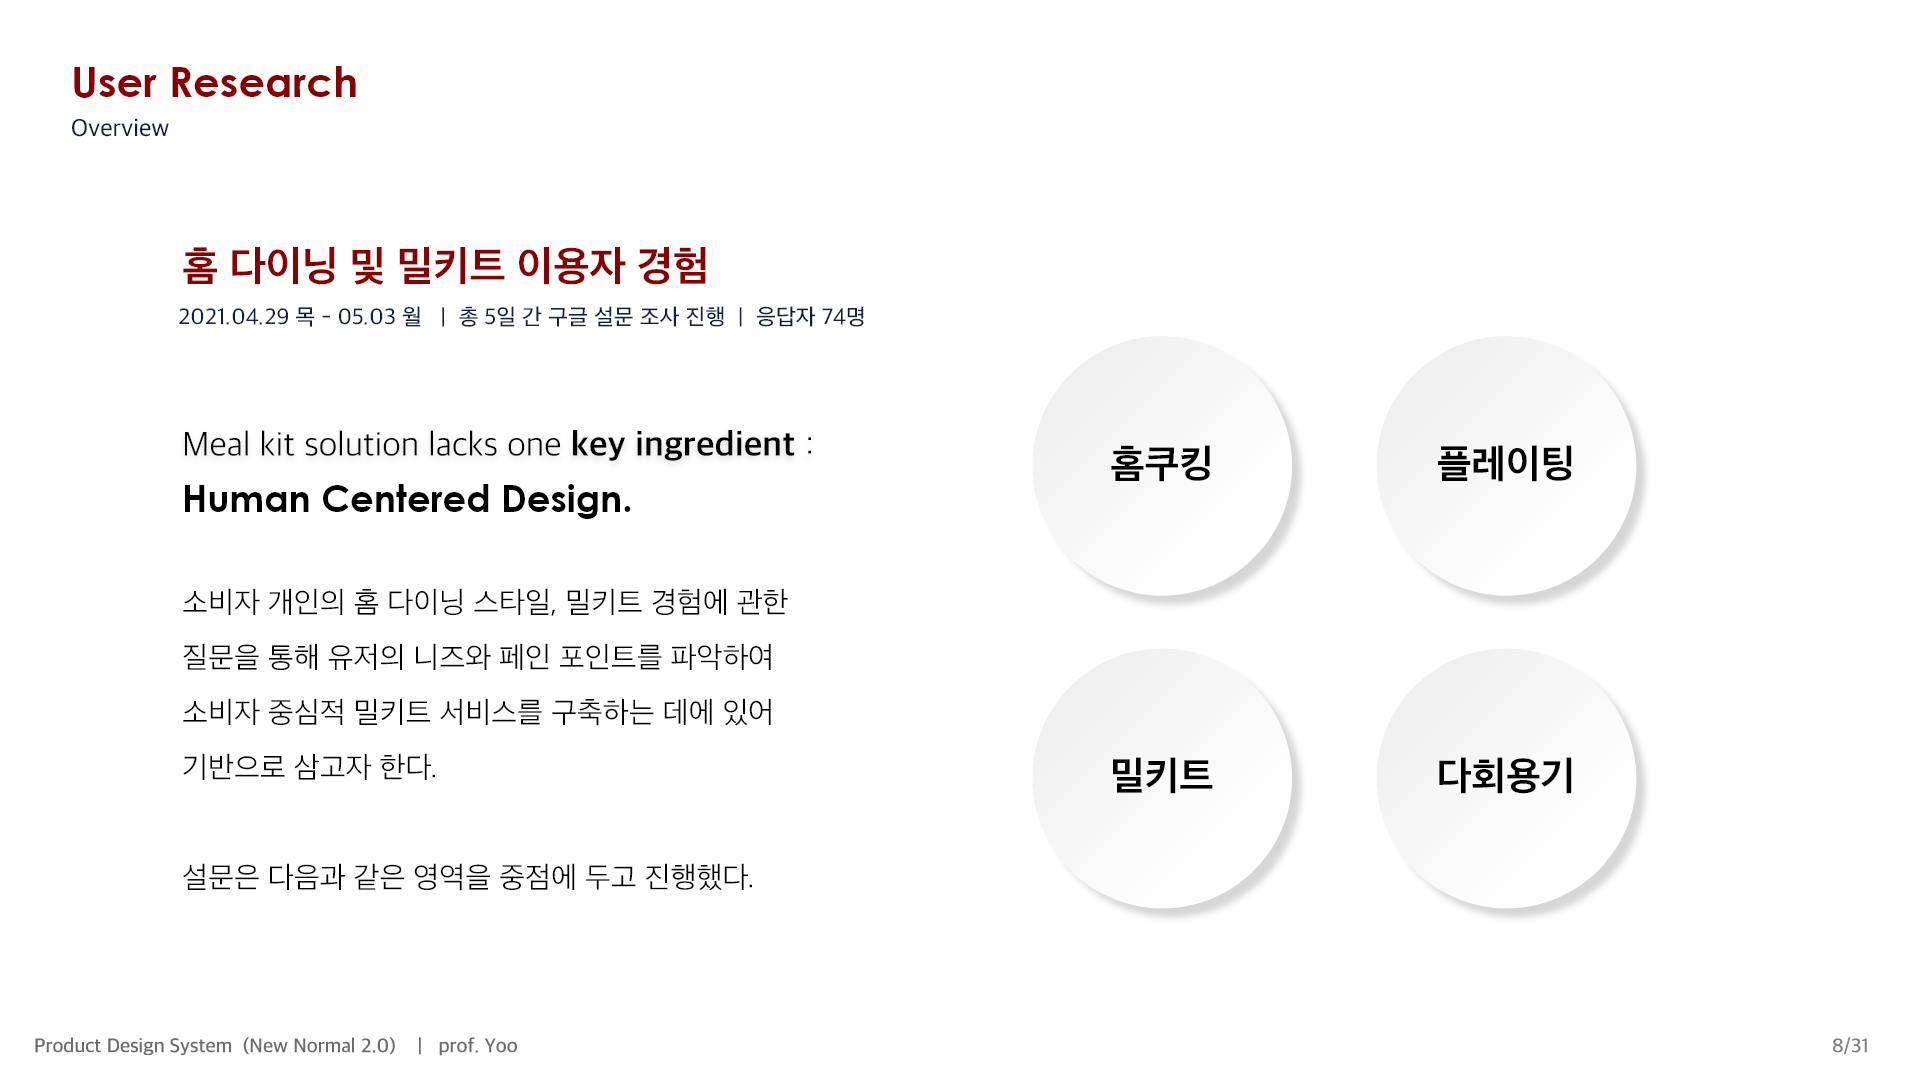 User Research
Overview
홈 다이닝 및 밀키트 이용자 경험
2021.04.29 목 - 05.03 월 | 총 5일 간 구글 설문 조사 진행 | 응답자 74명
Meal kit solution lacks one key ingredient :
Human Centered Design.
소비자 개인의 홈 다이닝 스타일, 밀키트 경험에 관한
질문을 통해 유저의 니즈와 페인 포인트를 파악하여
소비자 중심적 밀키트 서비스를 구축하는 데에 있어
기반으로 삼고자 한다.
설문은 다음과 같은 영역을 중점에 두고 진행했다.
홈쿠킹
플레이팅
밀키트
다회용기
Product Design System (New Normal 2.0) | prof. Yoo
8/31